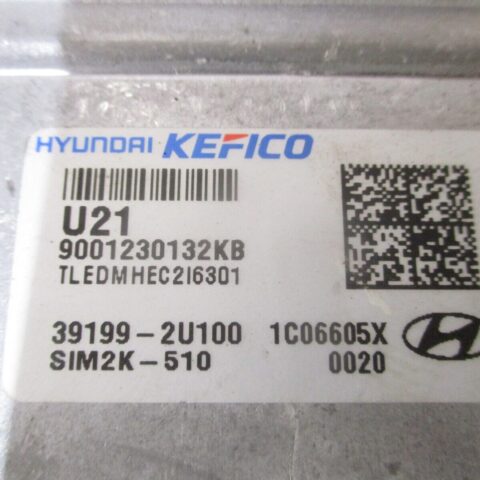 HYUNDAI KEFICO
U21
9001230132KB
TLEDMHEC2I6301
39199-2U100 1C06605X
SIM2K-510 0020